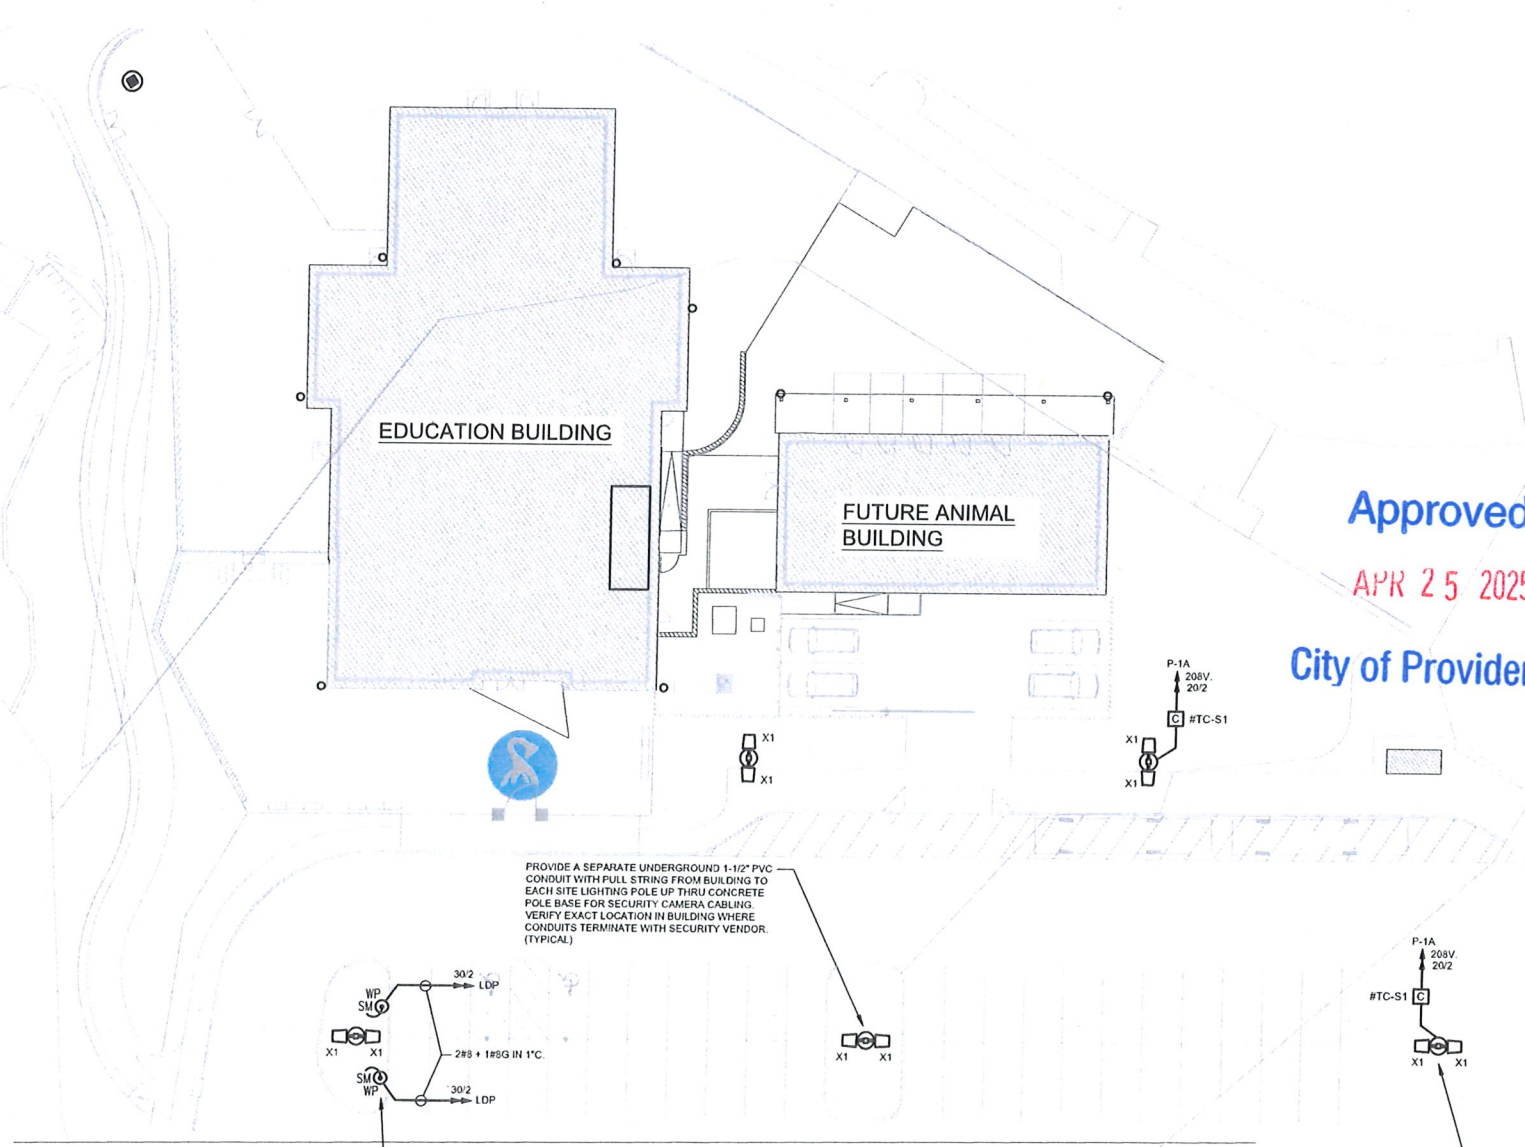 EDUCATION BUILDING
FUTURE ANIMAL
BUILDING
Approved
APR 25 2025
City of Provide
P-1A
208V.
20/2
C #TC-S1
X1
X1
X1
X1
PROVIDE A SEPARATE UNDERGROUND 1-1/2" PVC
CONDUIT WITH PULL STRING FROM BUILDING TO
EACH SITE LIGHTING POLE UP THRU CONCRETE
POLE BASE FOR SECURITY CAMERA CABLING.
VERIFY EXACT LOCATION IN BUILDING WHERE
CONDUITS TERMINATE WITH SECURITY VENDOR.
(TYPICAL)
P-1A
208V.
20/2
#TC-S1 C
30/2
LDP
WP
SM
X1 X1
2#8 + 1#8G IN 1"C.
SM
WP
30/2
LDP
X1 X1
X1 X1